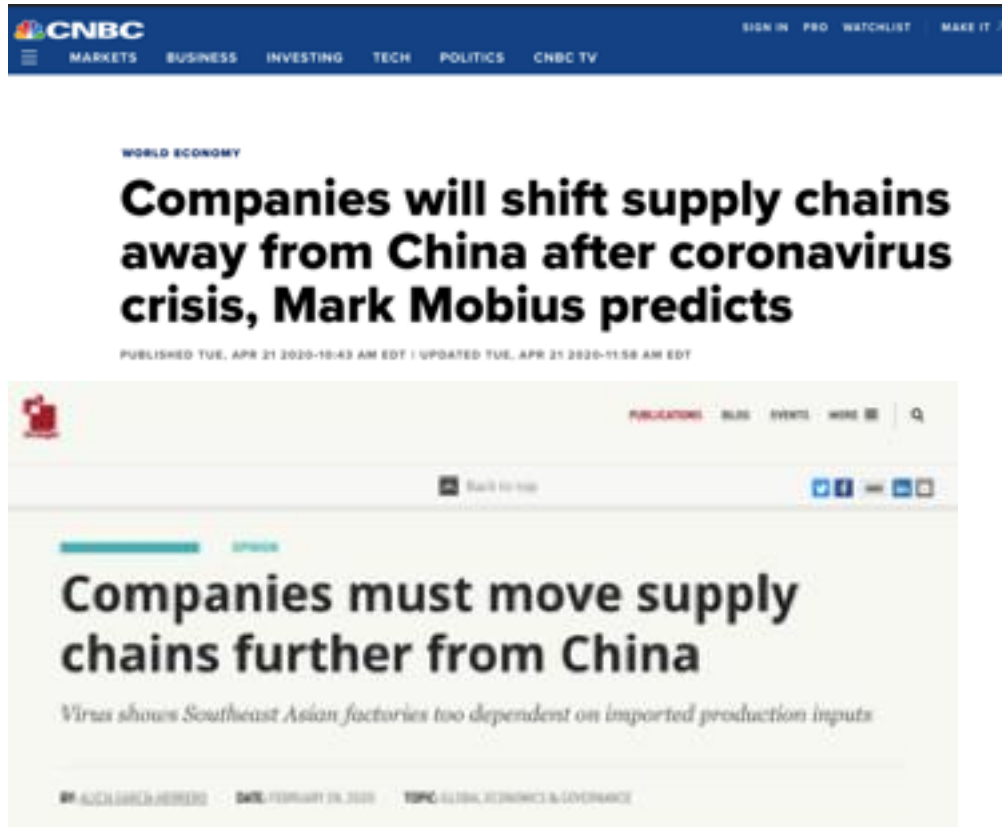 CNBC
SIGN IN PRO WATCHLIST MAKE IT
MARKETS BUSINESS INVESTING TECH POLITICS CNBC TV
WORLD ECONOMY
Companies will shift supply chains
away from China after coronavirus
crisis, Mark Mobius predicts
PUBLISHED TUE, APR 21 2020-10:43 AM EDT | UPDATED TUE, APR 21 2020-11:58 AM EDT
PUBLICATIONS BLOG EVENTS MORE
Back to top
OPINION
Companies must move supply
chains further from China
Virus shows Southeast Asian factories too dependent on imported production inputs
BY: ALICIA GARCÍA-HERRERO DATE: FEBRUARY 2020 TOPIC: GLOBAL ECONOMICS & GOVERNANCE